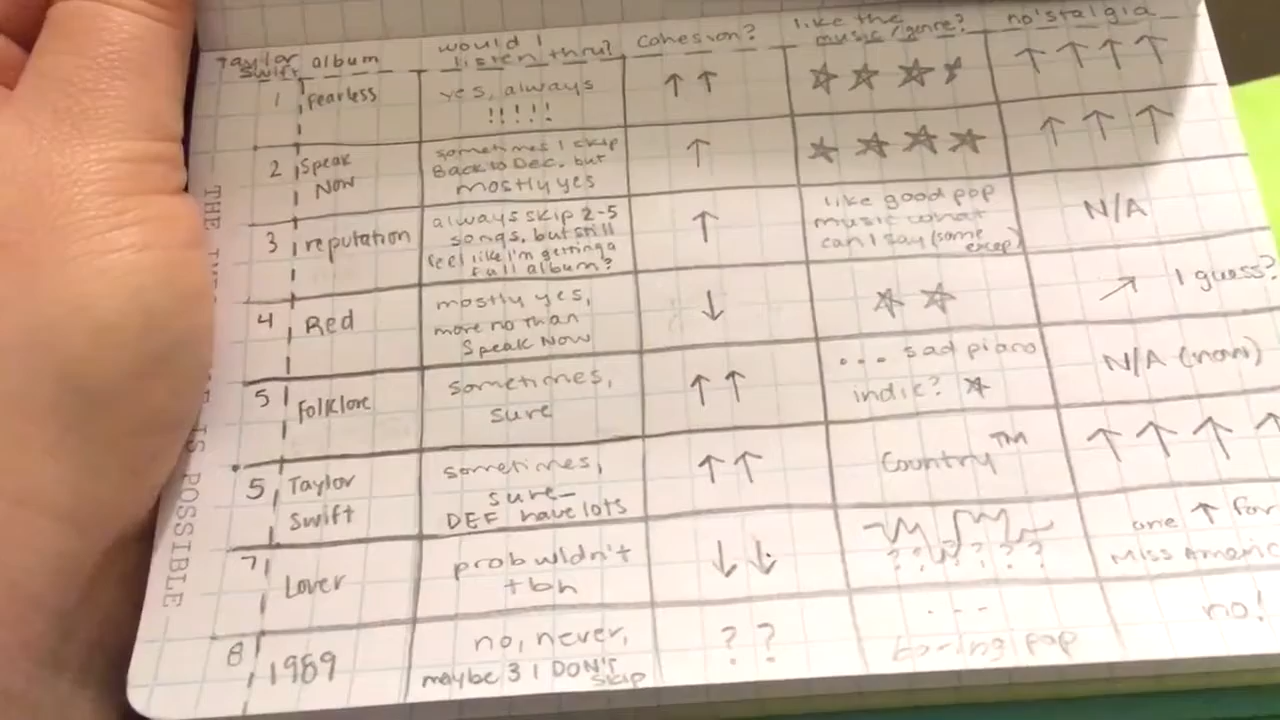 Taylor Swift album would I listen thru? cohesion? like the music/genre? no'stalgia
1 Fearless yes, always !!!!! ↑↑ ☆☆☆ ↑↑↑↑
2 Speak Now sometimes I skip Back to Dec. but mostly yes ↑ ☆☆☆☆ ↑↑↑
3 reputation always skip 2-5 songs, but still feel like I'm getting a full album? ↑ like good pop music what can I say (some excep) N/A
4 Red mostly yes, more no than Speak Now ↓ ☆☆ ↗ I guess?
5 Folklore sometimes, sure ↑↑ ... sad piano indie? ☆ N/A (now)
5 Taylor Swift sometimes, sure— DEF have lots ↑↑ Country™ ↑↑↑↑
7 Lover prob wldn't tbh ↓↓ ?????? one ↑ for Miss Americ
8 1989 no, never, maybe 3 I DON'T skip ?? --- boring pop no!
THE
IS POSSIBLE